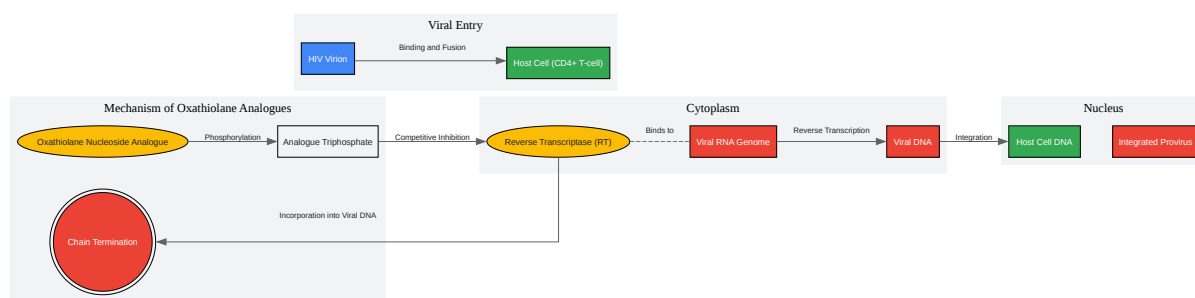 Viral Entry
HIV Virion
Binding and Fusion
Host Cell (CD4+ T-cell)
Mechanism of Oxathiolane Analogues
Oxathiolane Nucleoside Analogue
Phosphorylation
Analogue Triphosphate
Competitive Inhibition
Cytoplasm
Reverse Transcriptase (RT)
Binds to
Viral RNA Genome
Reverse Transcription
Viral DNA
Integration
Nucleus
Host Cell DNA
Integrated Provirus
Incorporation into Viral DNA
Chain Termination